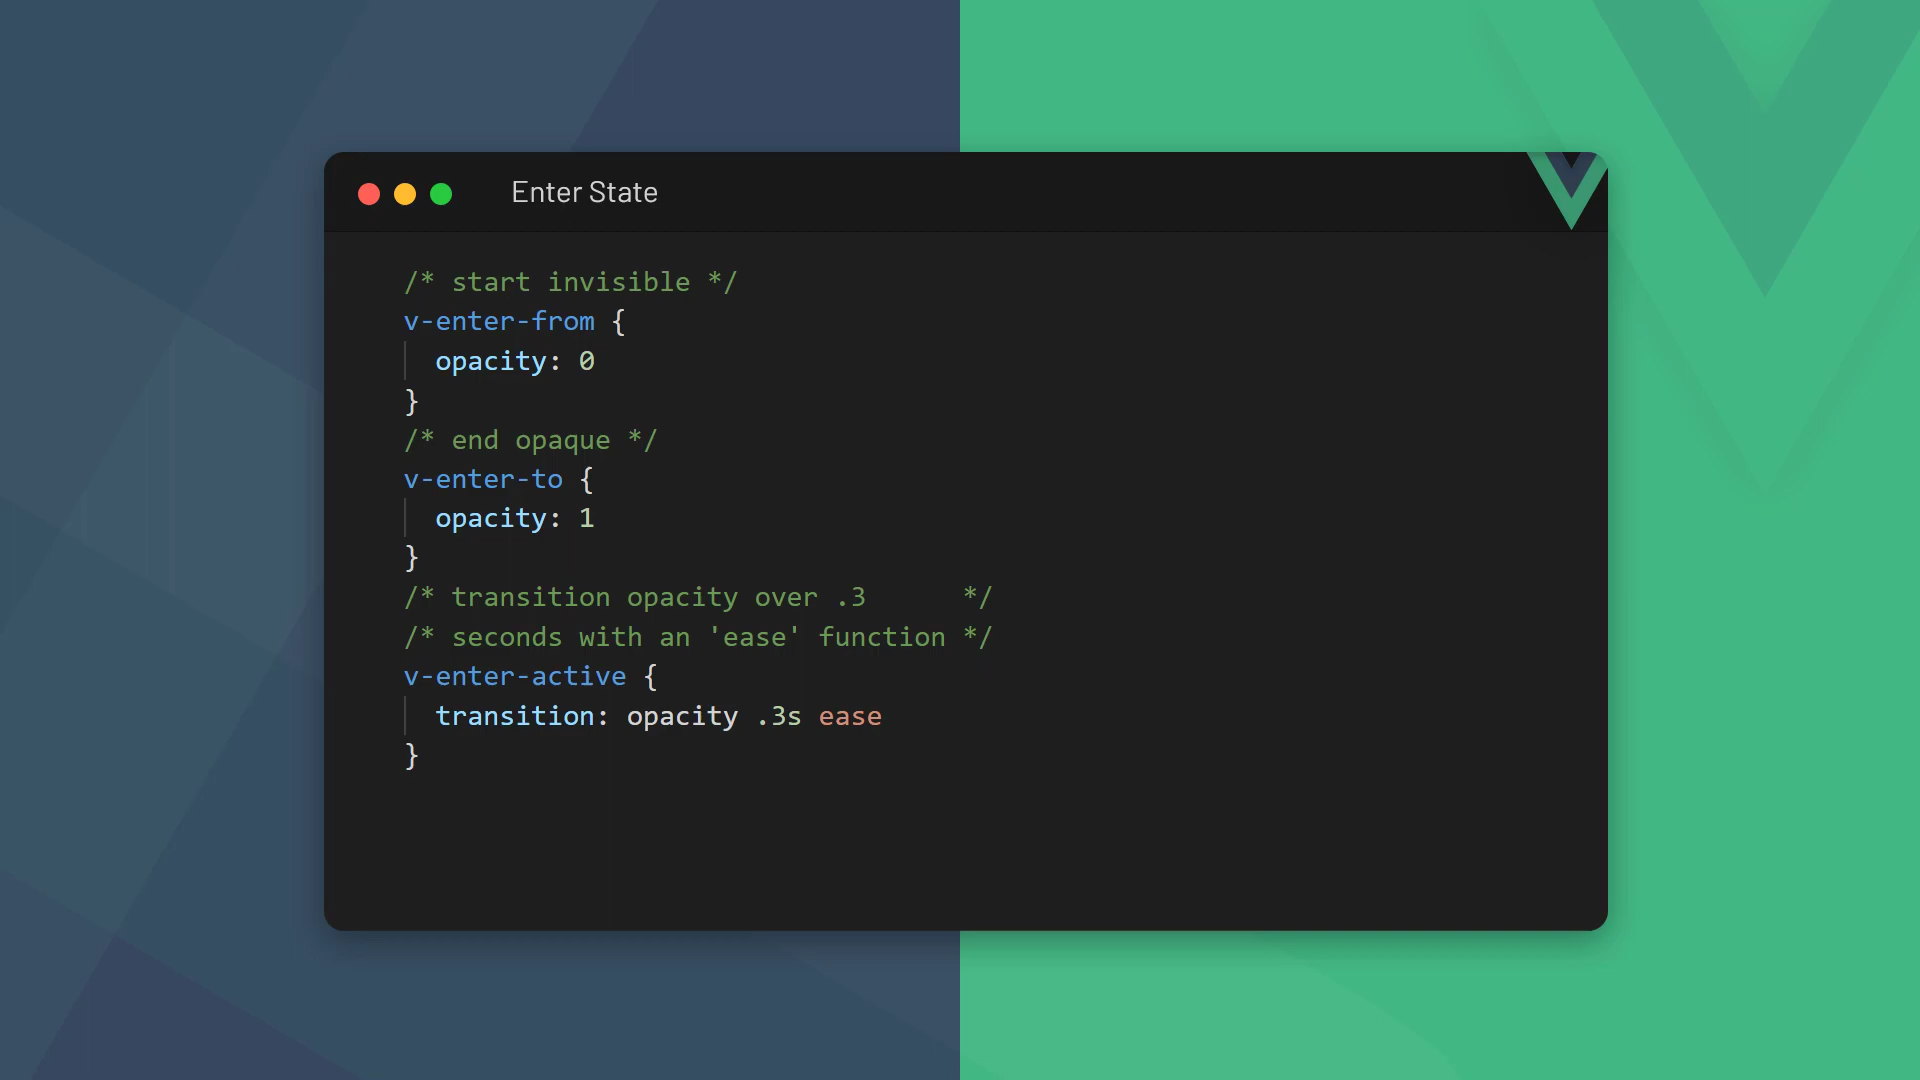 Enter State
/* start invisible */
v-enter-from {
  opacity: 0
}
/* end opaque */
v-enter-to {
  opacity: 1
}
/* transition opacity over .3      */
/* seconds with an 'ease' function */
v-enter-active {
  transition: opacity .3s ease
}